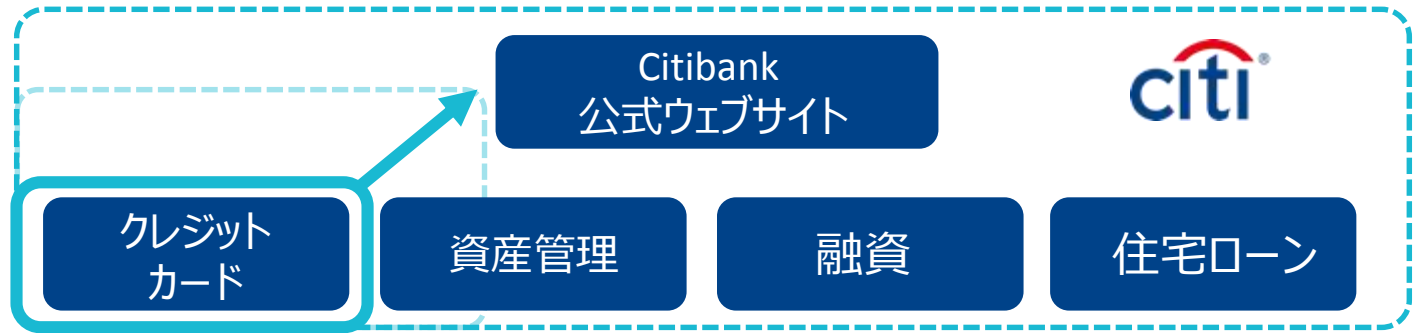 Citibank
公式ウェブサイト
citi®
クレジット
カード
資産管理
融資
住宅ローン